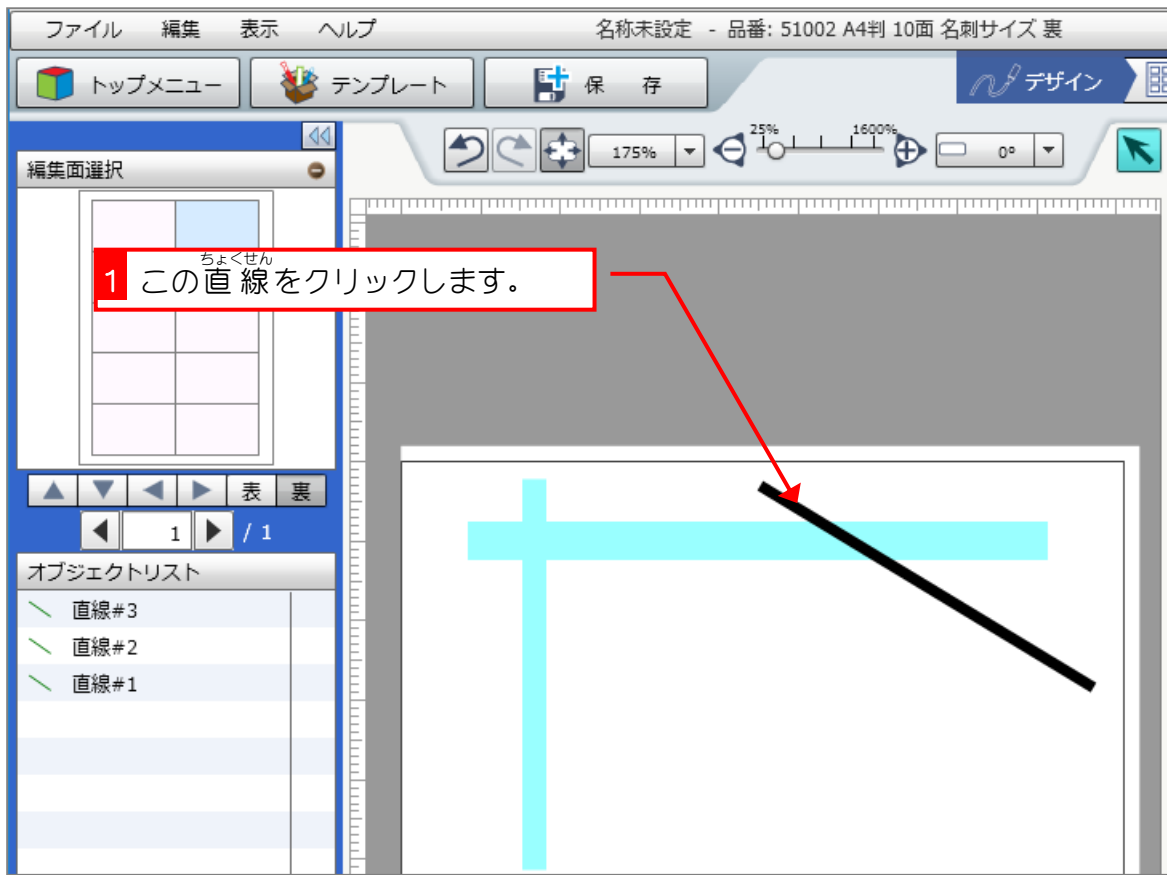 ファイル 編集 表示 ヘルプ 名称未設定 - 品番: 51002 A4判 10面 名刺サイズ 裏
トップメニュー テンプレート 保 存 デザイン
175% 25% 1600% 0°
編集面選択
ちょくせん
1 この直線をクリックします。
表 裏
1 / 1
オブジェクトリスト
直線#3
直線#2
直線#1